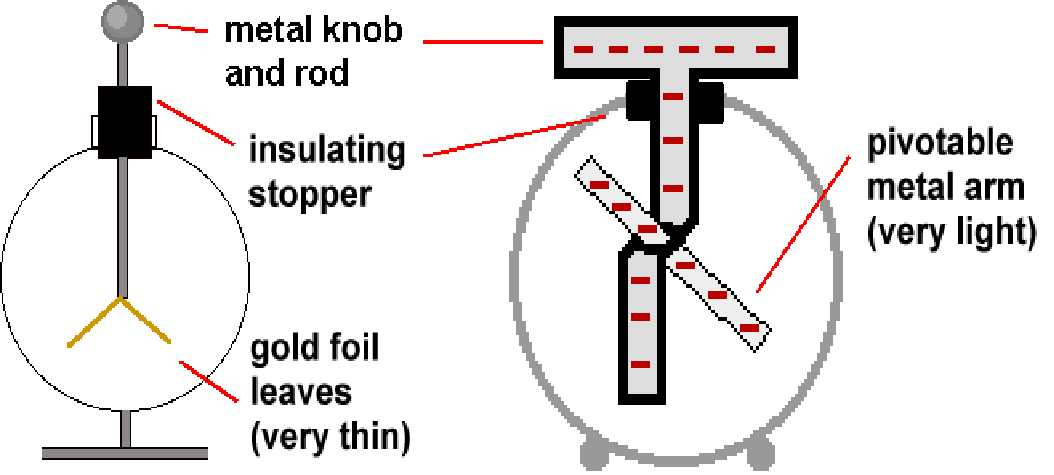 metal knob
and rod
insulating
stopper
pivotable
metal arm
(very light)
gold foil
leaves
(very thin)